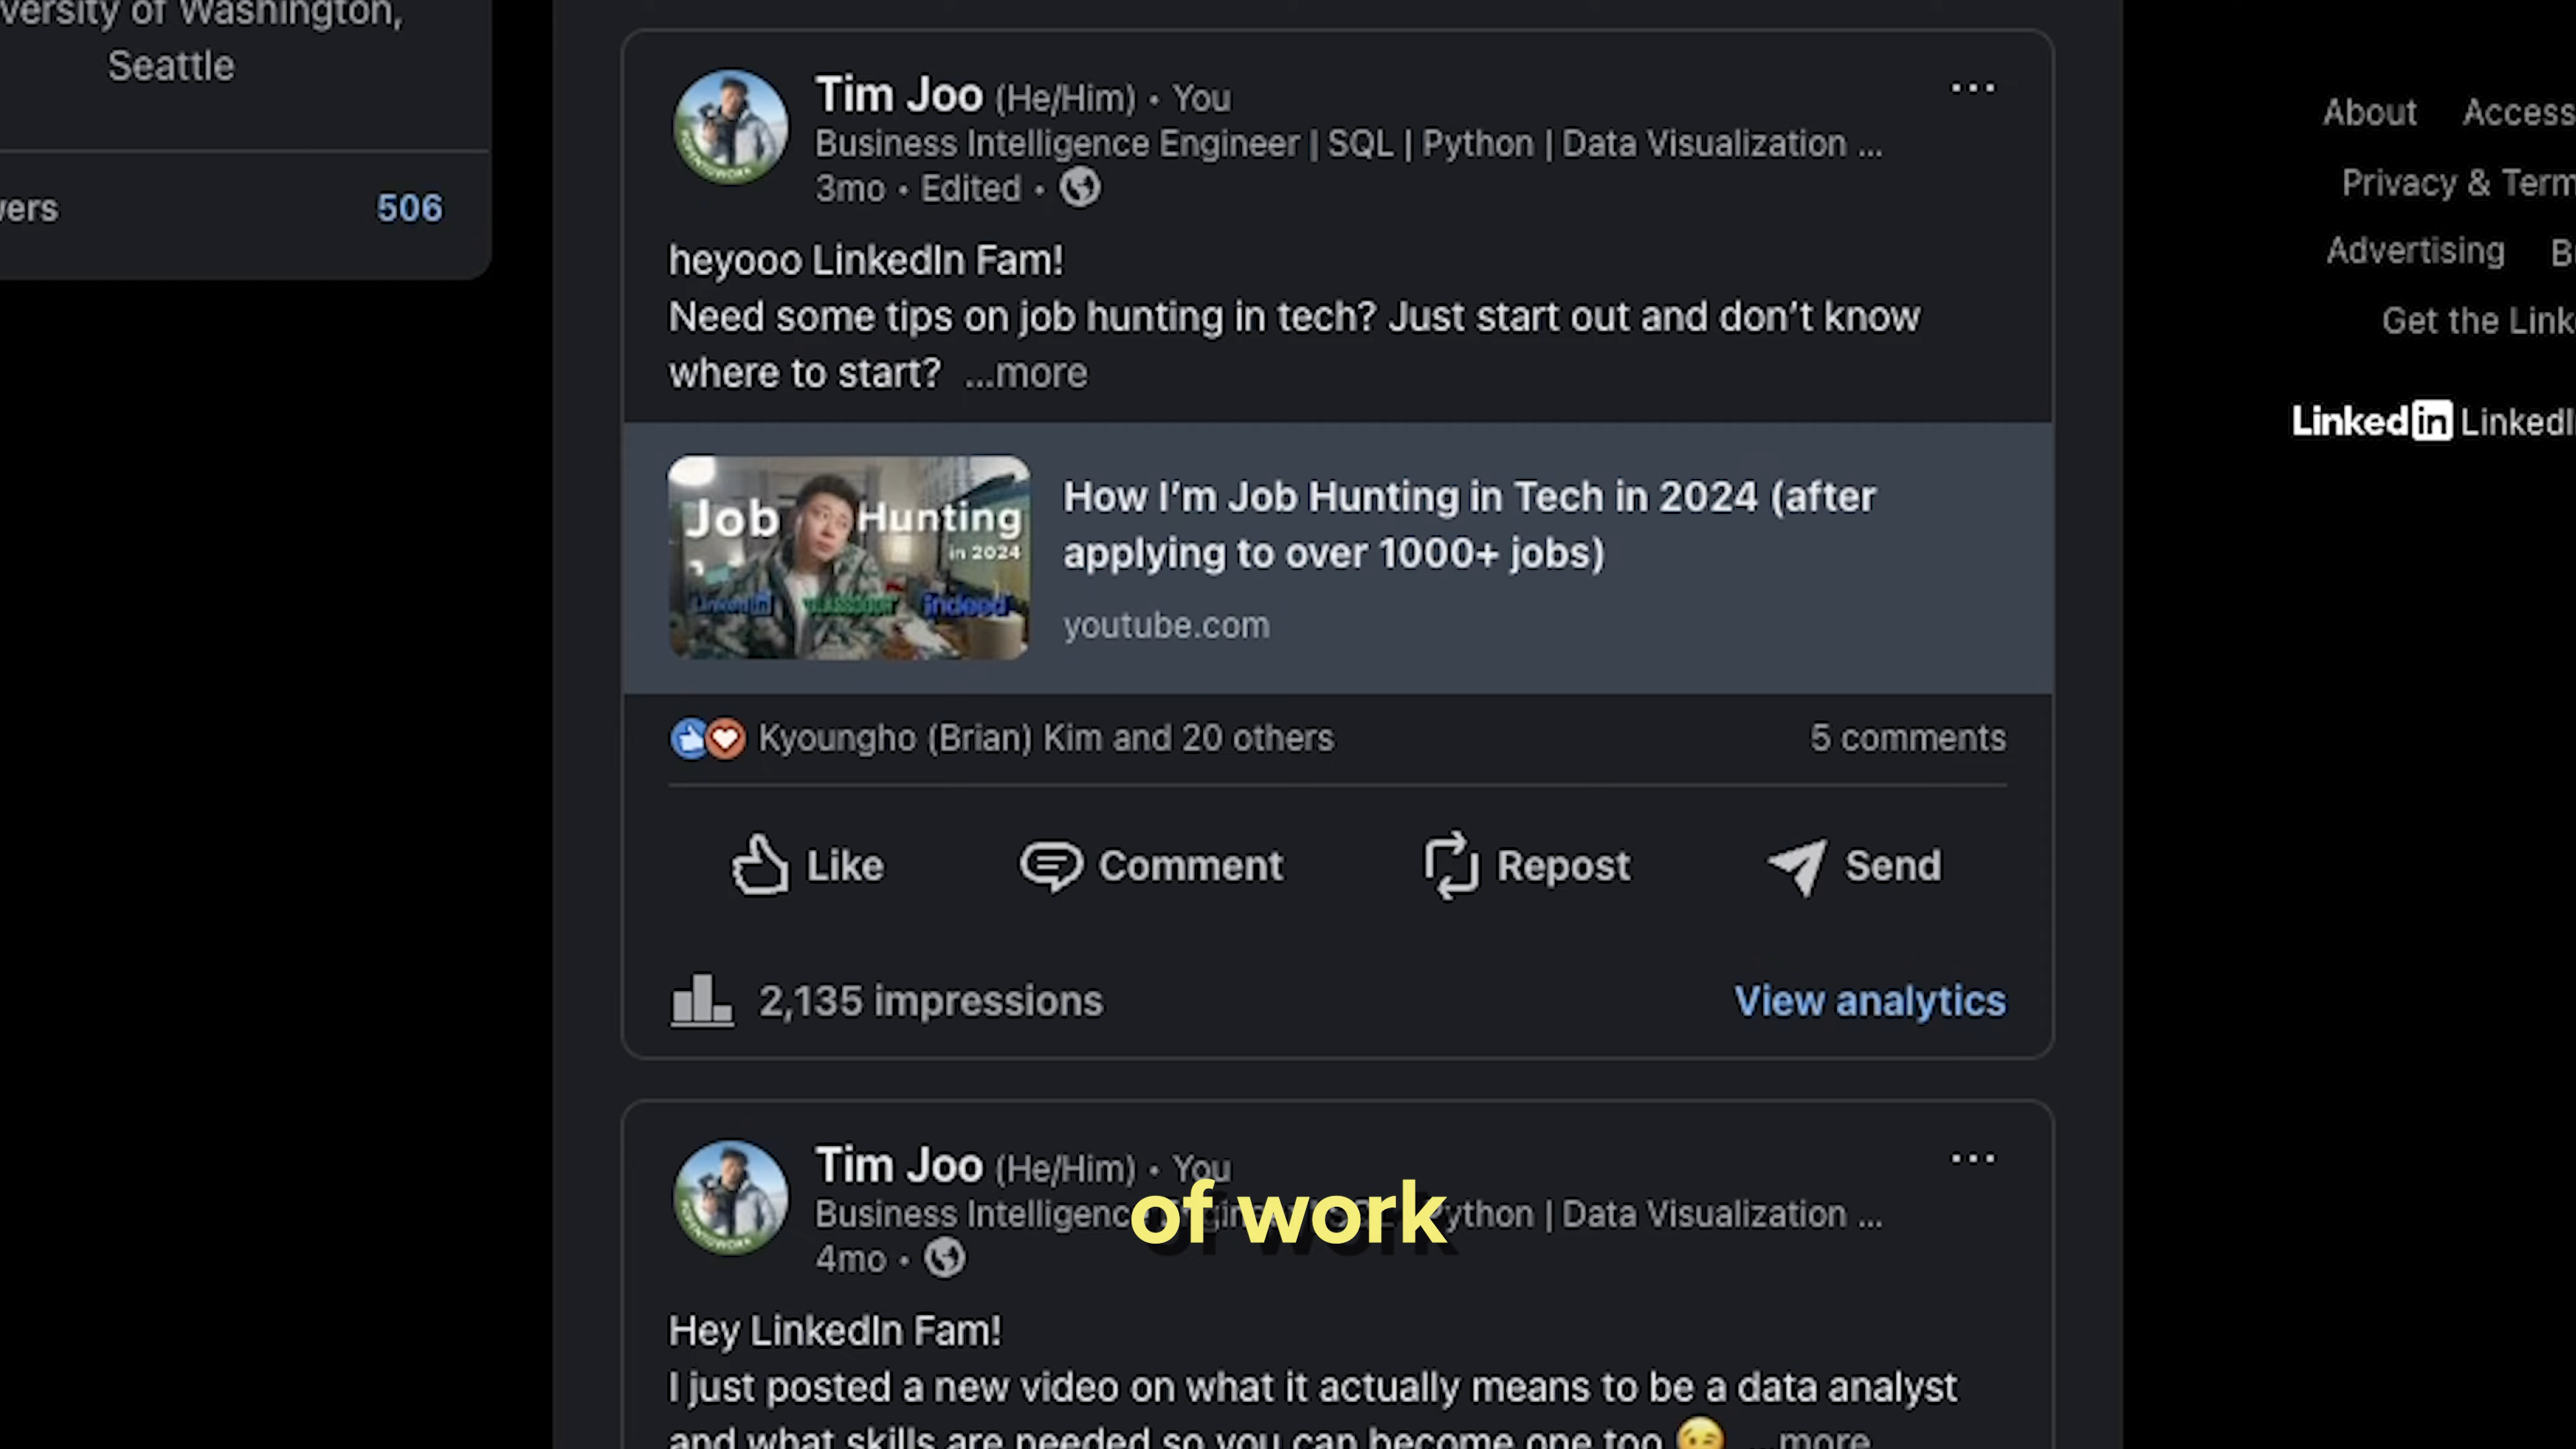 versity of Washington,
Seattle
wers 506
Tim Joo (He/Him) • You
Business Intelligence Engineer | SQL | Python | Data Visualization ...
3mo • Edited •
heyooo LinkedIn Fam!
Need some tips on job hunting in tech? Just start out and don't know
where to start? ...more
Job Hunting
in 2024
LinkedIn GLASSDOOR indeed
How I'm Job Hunting in Tech in 2024 (after
applying to over 1000+ jobs)
youtube.com
Kyoungho (Brian) Kim and 20 others 5 comments
Like Comment Repost Send
2,135 impressions View analytics
Tim Joo (He/Him) • You
Business Intelligence Python | Data Visualization ...
of work
4mo •
Hey LinkedIn Fam!
I just posted a new video on what it actually means to be a data analyst
and what skills are needed so you can become one too 😉 ...more
About Access
Privacy & Term
Advertising B
Get the Link
LinkedIn LinkedI